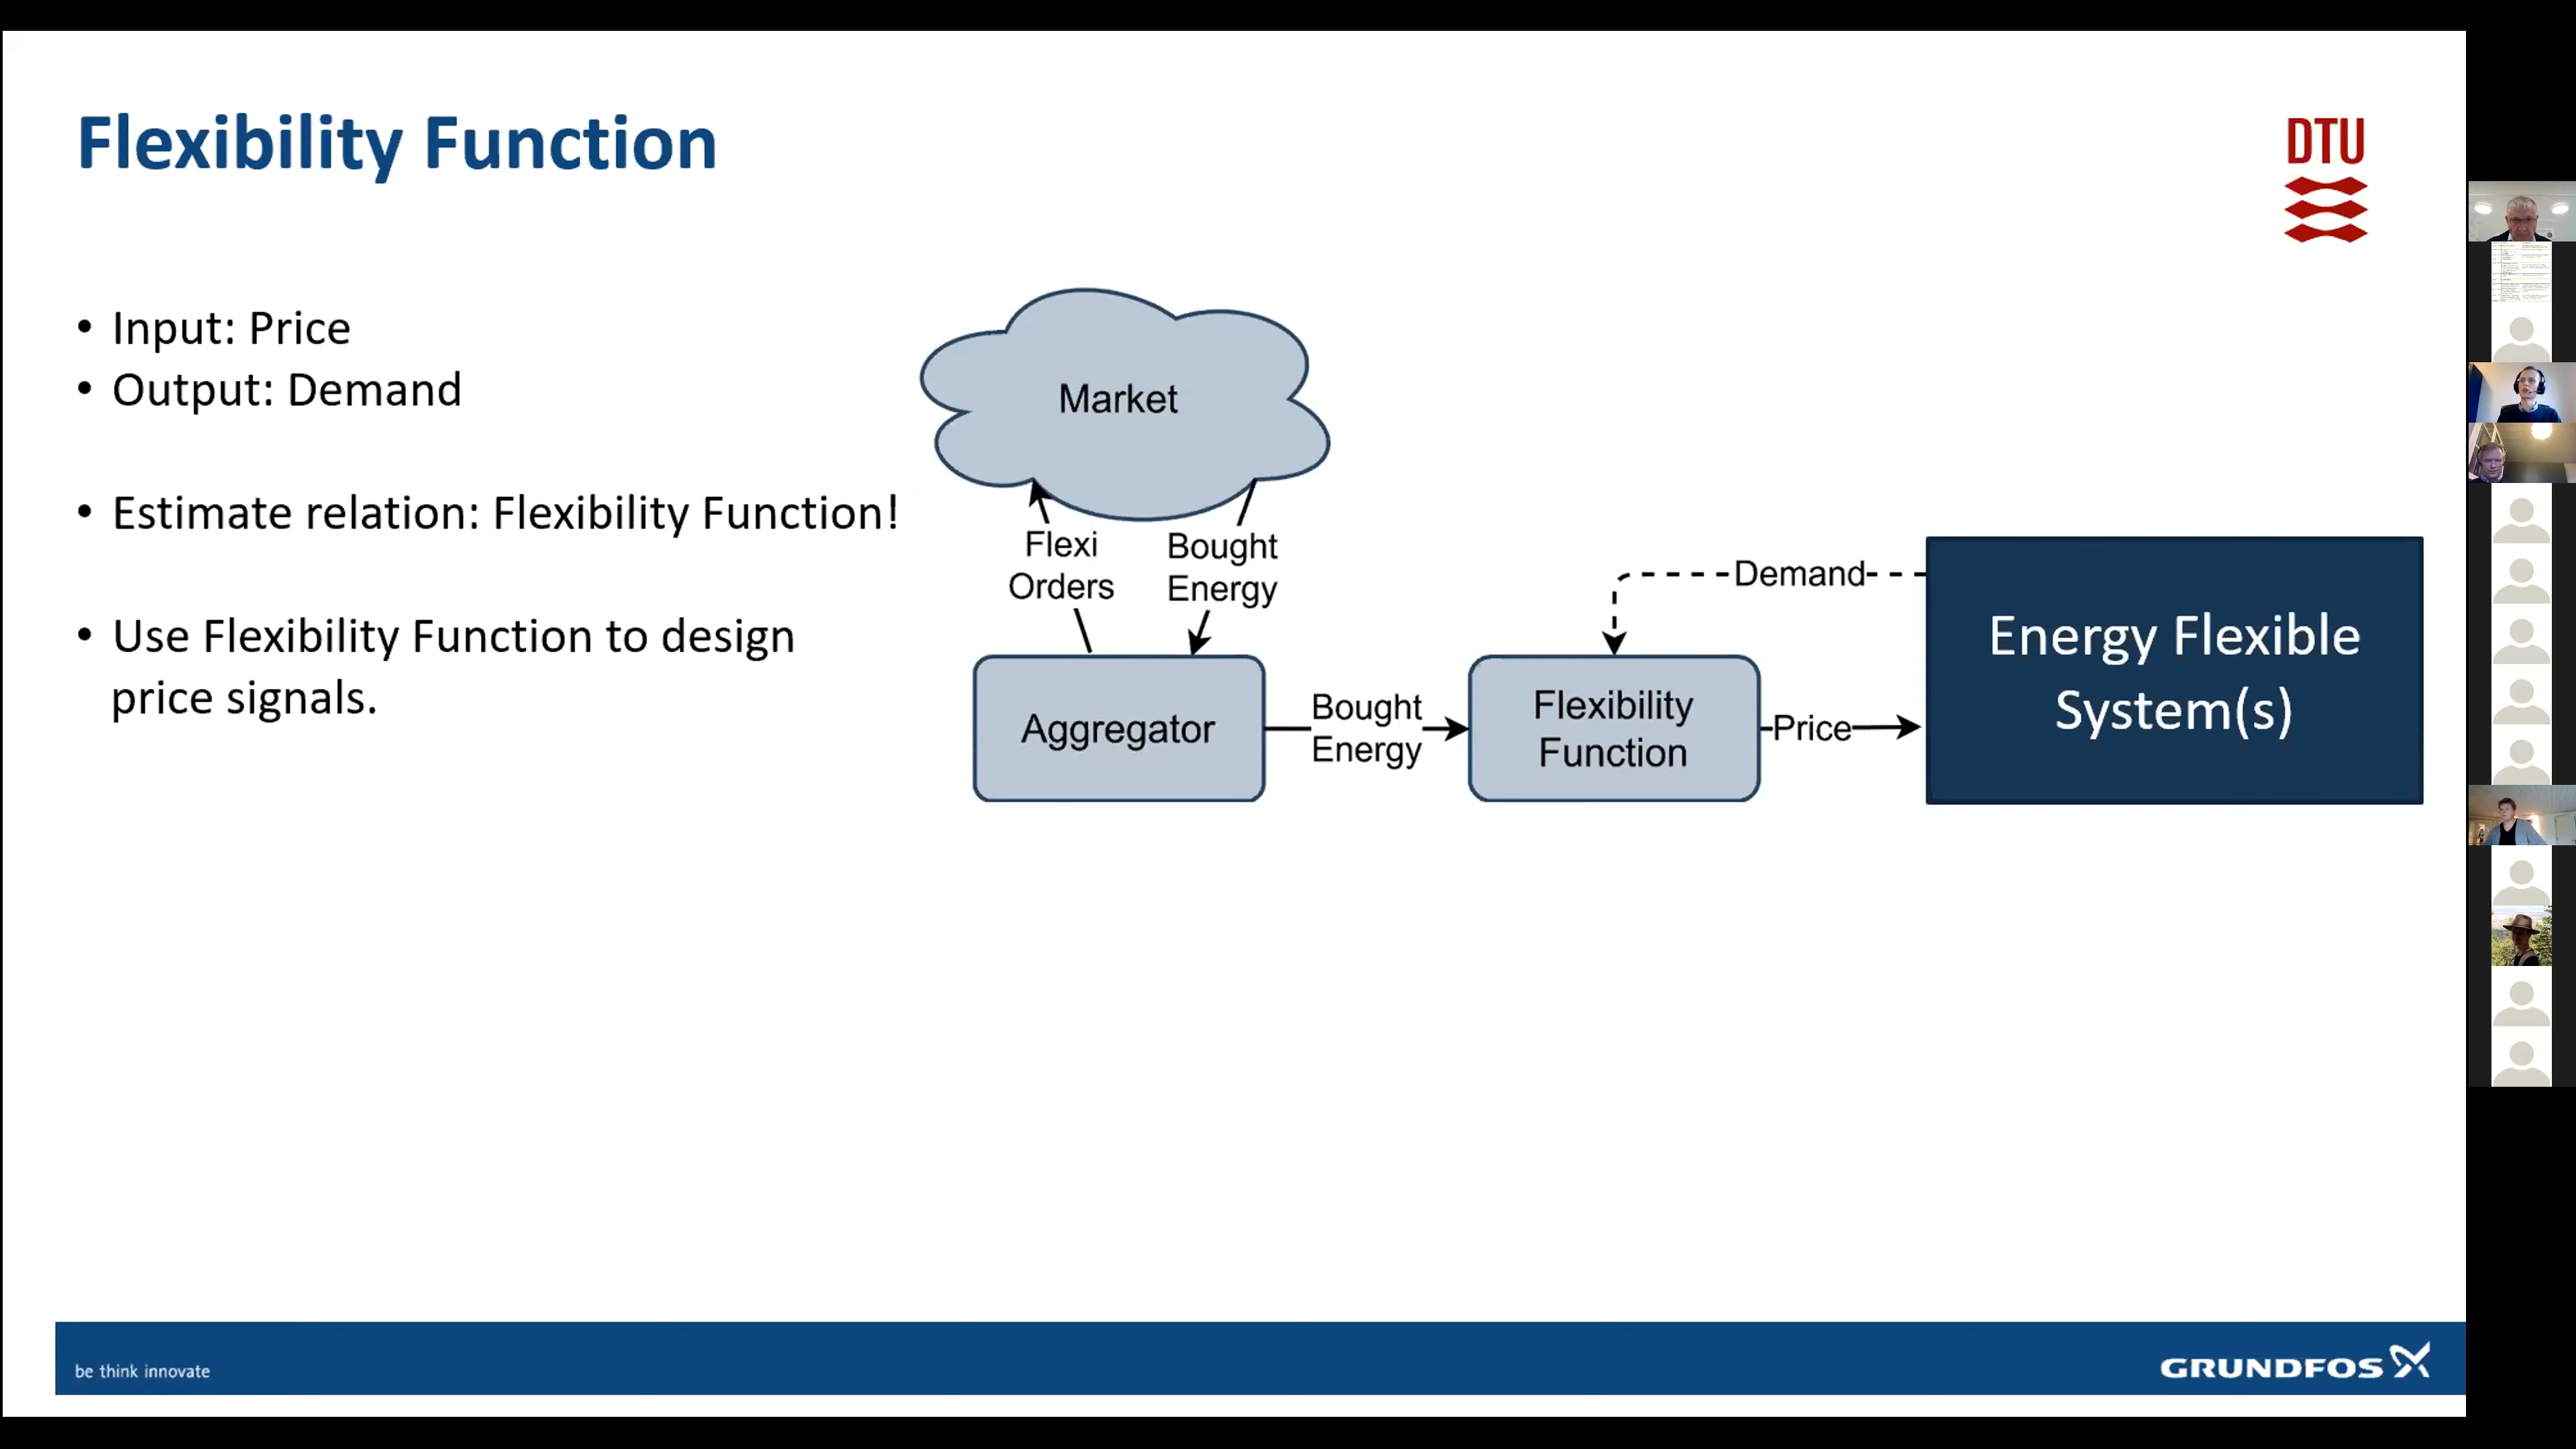 Flexibility Function
DTU
• Input: Price
• Output: Demand
• Estimate relation: Flexibility Function!
• Use Flexibility Function to design
price signals.
Market
Flexi
Orders
Bought
Energy
Aggregator
Bought
Energy
Flexibility
Function
Demand
Price
Energy Flexible
System(s)
be think innovate
GRUNDFOS